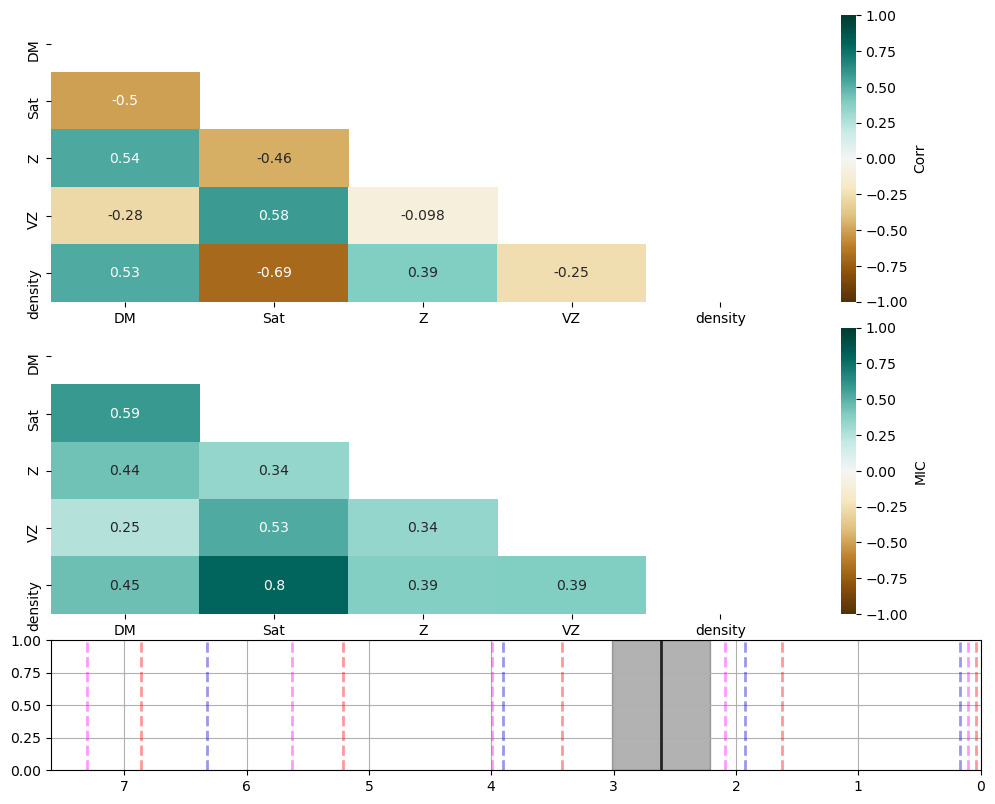 DM
Sat
Z
VZ
density
-0.5
0.54 -0.46
-0.28 0.58 -0.098
0.53 -0.69 0.39 -0.25
DM Sat Z VZ density
1.00
0.75
0.50
0.25
0.00
−0.25
−0.50
−0.75
−1.00
Corr
DM
Sat
Z
VZ
density
0.59
0.44 0.34
0.25 0.53 0.34
0.45 0.8 0.39 0.39
DM Sat Z VZ density
1.00
0.75
0.50
0.25
0.00
−0.25
−0.50
−0.75
−1.00
MIC
1.00
0.75
0.50
0.25
0.00
7 6 5 4 3 2 1 0